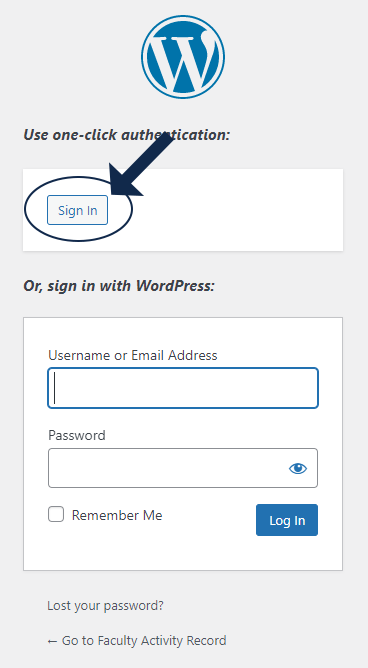 Use one-click authentication:
Sign In
Or, sign in with WordPress:
Username or Email Address
Password
Remember Me
Log In
Lost your password?
← Go to Faculty Activity Record